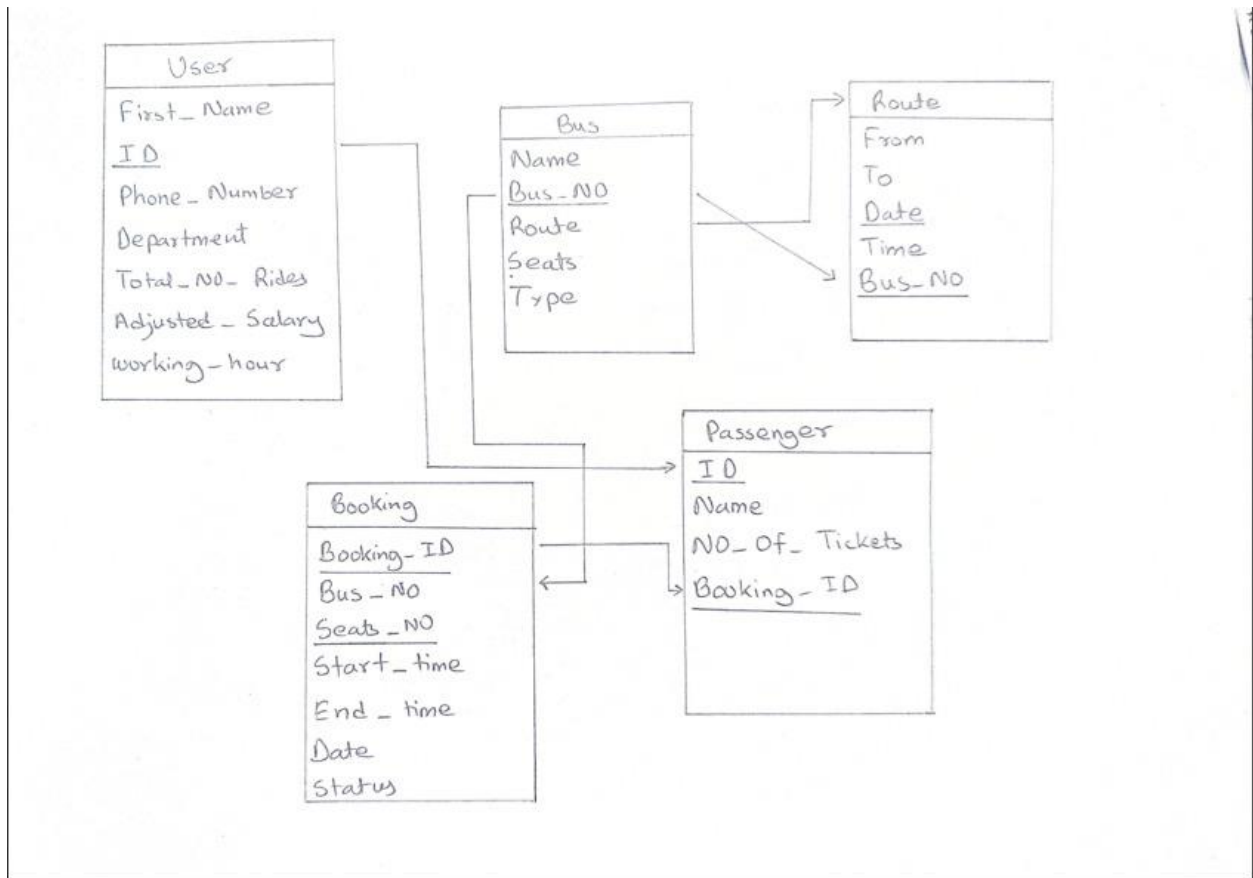 User
First_Name
ID
Phone_Number
Department
Total_NO_Rides
Adjusted_Salary
working_hour
Bus
Name
Bus_NO
Route
Seats
Type
Route
From
To
Date
Time
Bus_NO
Booking
Booking_ID
Bus_NO
Seats_NO
Start_time
End_time
Date
Status
Passenger
ID
Name
NO_Of_Tickets
Booking_ID